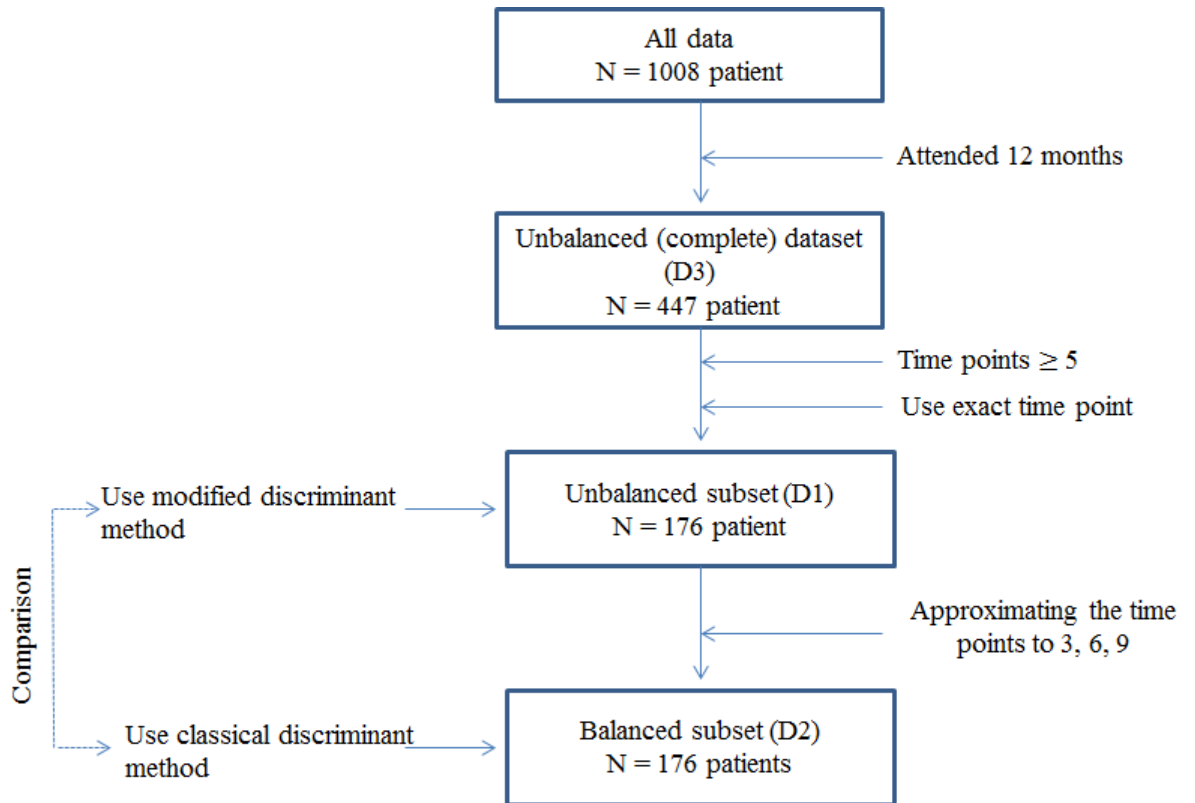 All data
N = 1008 patient
Attended 12 months
Unbalanced (complete) dataset
(D3)
N = 447 patient
Time points ≥ 5
Use exact time point
Use modified discriminant
method
Unbalanced subset (D1)
N = 176 patient
Comparison
Approximating the time
points to 3, 6, 9
Use classical discriminant
method
Balanced subset (D2)
N = 176 patients